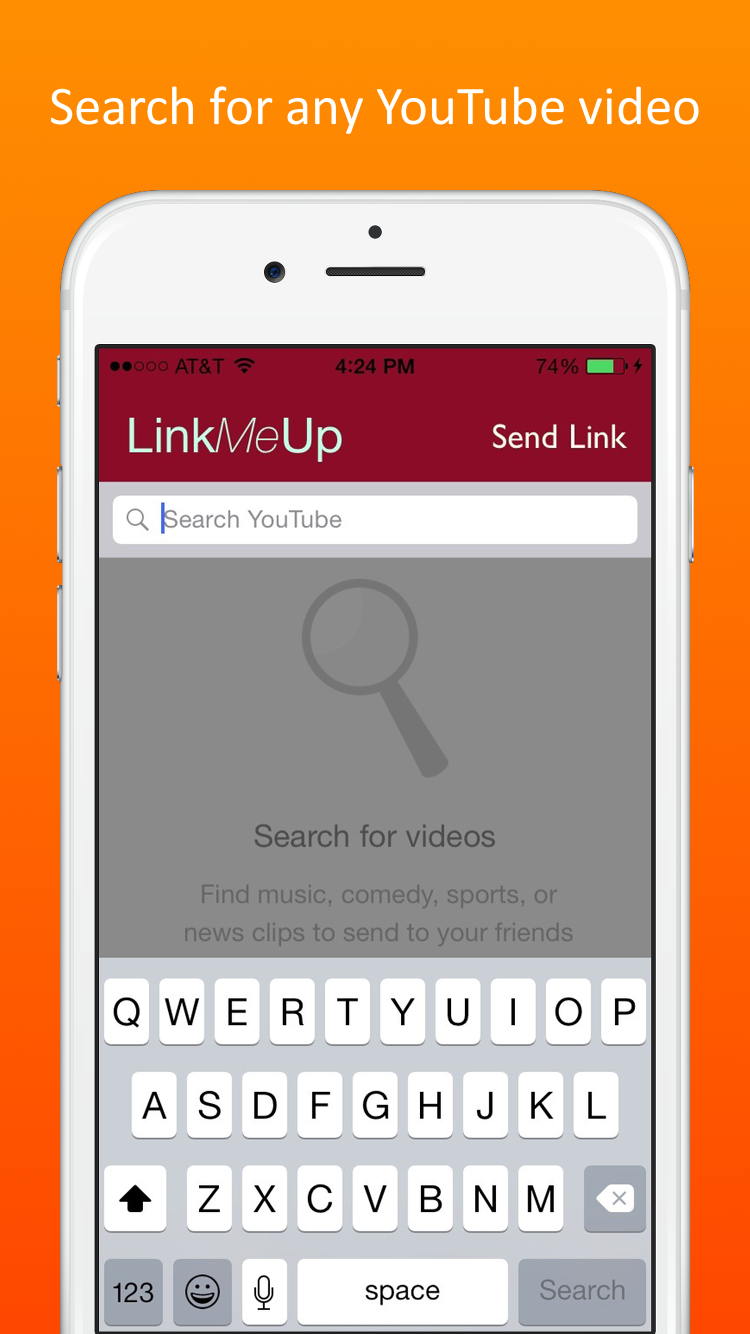 Search for any YouTube video
AT&T 4:24 PM 74%
LinkMeUp Send Link
Search YouTube
Search for videos
Find music, comedy, sports, or
news clips to send to your friends
Q W E R T Y U I O P
A S D F G H J K L
Z X C V B N M
123 space Search